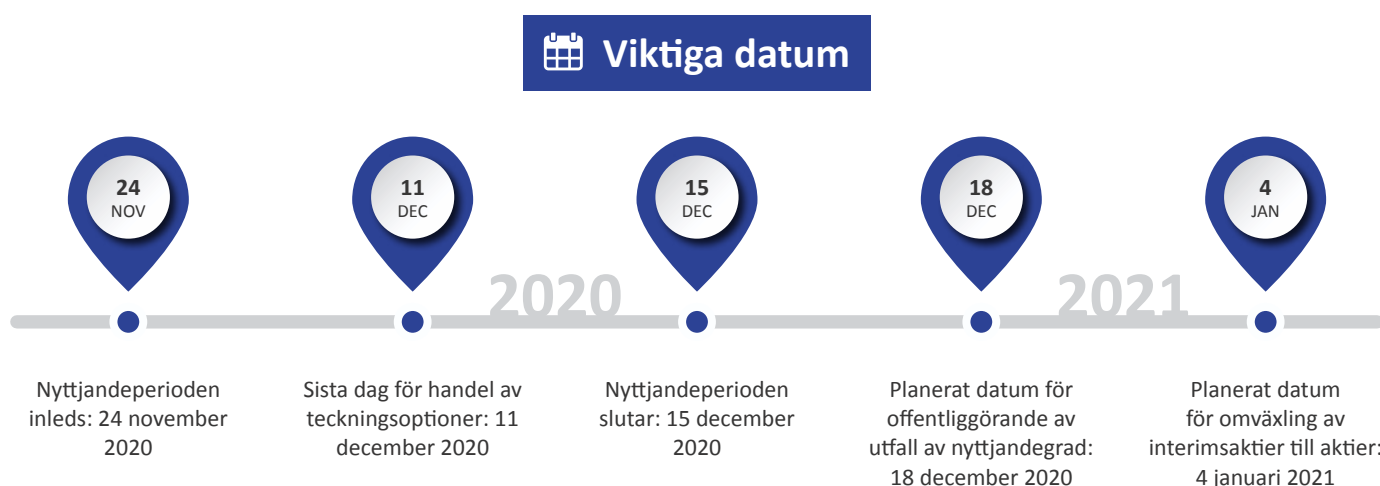 Viktiga datum
24
NOV
11
DEC
15
DEC
18
DEC
4
JAN
2020
2021
Nyttjandeperioden
inleds: 24 november
2020
Sista dag för handel av
teckningsoptioner: 11
december 2020
Nyttjandeperioden
slutar: 15 december
2020
Planerat datum för
offentliggörande av
utfall av nyttjandegrad:
18 december 2020
Planerat datum
för omväxling av
interimsaktier till aktier:
4 januari 2021